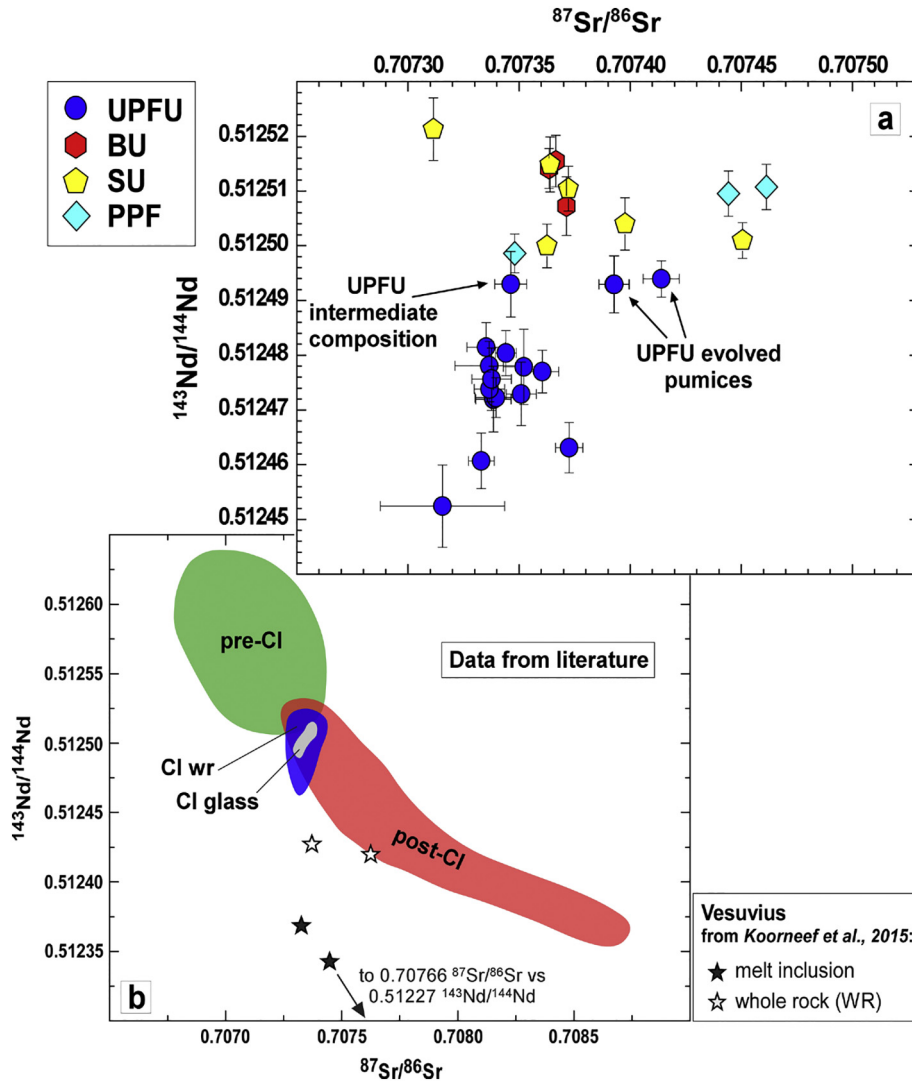 ⁸⁷Sr/⁸⁶Sr
0.70730 0.70735 0.70740 0.70745 0.70750
UPFU
BU
SU
PPF
a
¹⁴³Nd/¹⁴⁴Nd
0.51252
0.51251
0.51250
0.51249
0.51248
0.51247
0.51246
0.51245
UPFU
intermediate
composition
UPFU evolved
pumices
¹⁴³Nd/¹⁴⁴Nd
0.51260
0.51255
0.51250
0.51245
0.51240
0.51235
pre-CI
Data from literature
CI wr
CI glass
post-CI
to 0.70766 ⁸⁷Sr/⁸⁶Sr vs
0.51227 ¹⁴³Nd/¹⁴⁴Nd
b
0.7070 0.7075 0.7080 0.7085
⁸⁷Sr/⁸⁶Sr
Vesuvius
from Koorneef et al., 2015:
melt inclusion
whole rock (WR)